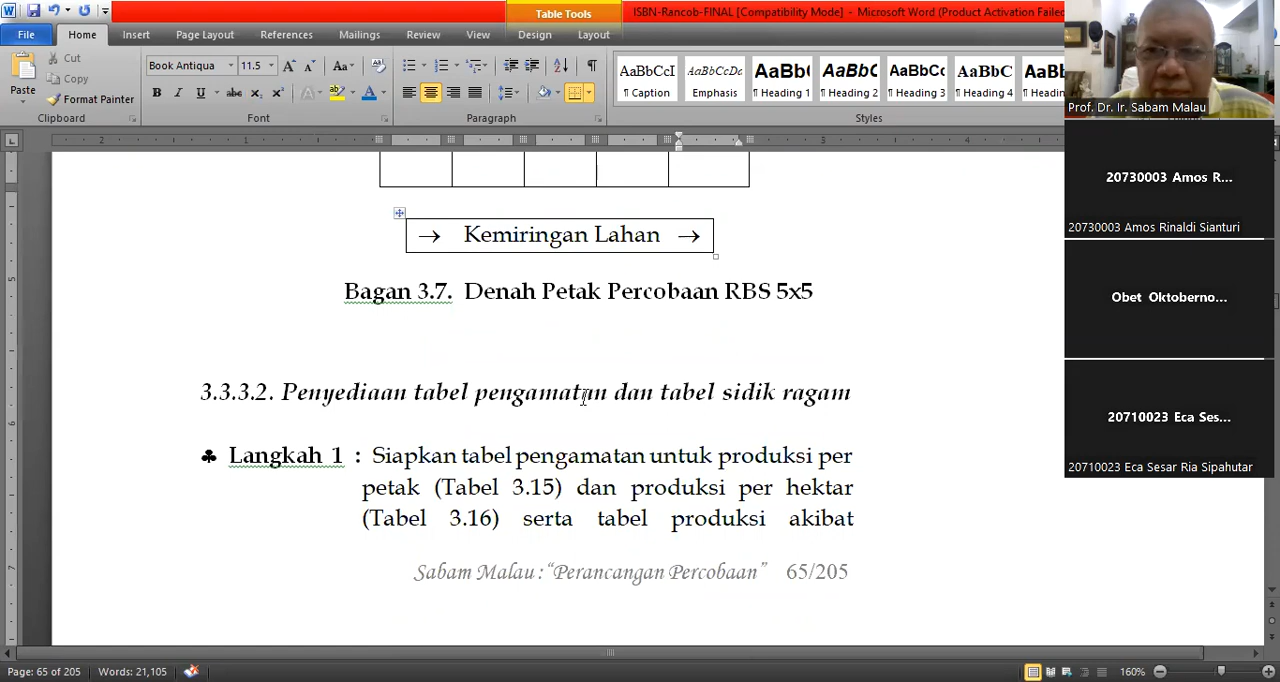 Table Tools
ISBN-Rancob-FINAL [Compatibility Mode] - Microsoft Word (Product Activation Failed
File Home Insert Page Layout References Mailings Review View Design Layout
Paste
Cut
Copy
Format Painter
Clipboard
Book Antiqua 11.5
Font
Paragraph
AaBbCcI AaBbCcDc AaBb( AaBb(C AaBbCc AaBbC AaBb
¶ Caption Emphasis ¶ Heading 1 ¶ Heading 2 ¶ Heading 3 ¶ Heading 4 ¶ Head
Styles
→ Kemiringan Lahan →
Bagan 3.7. Denah Petak Percobaan RBS 5x5
3.3.3.2. Penyediaan tabel pengamatan dan tabel sidik ragam
♣ Langkah 1 : Siapkan tabel pengamatan untuk produksi per
petak (Tabel 3.15) dan produksi per hektar
(Tabel 3.16) serta tabel produksi akibat
Sabam Malau : “Perancangan Percobaan” 65/205
Page: 65 of 205 Words: 21,105 160%
Prof. Dr. Ir. Sabam Malau
20730003 Amos R...
20730003 Amos Rinaldi Sianturi
Obet Oktoberno...
20710023 Eca Ses...
20710023 Eca Sesar Ria Sipahutar